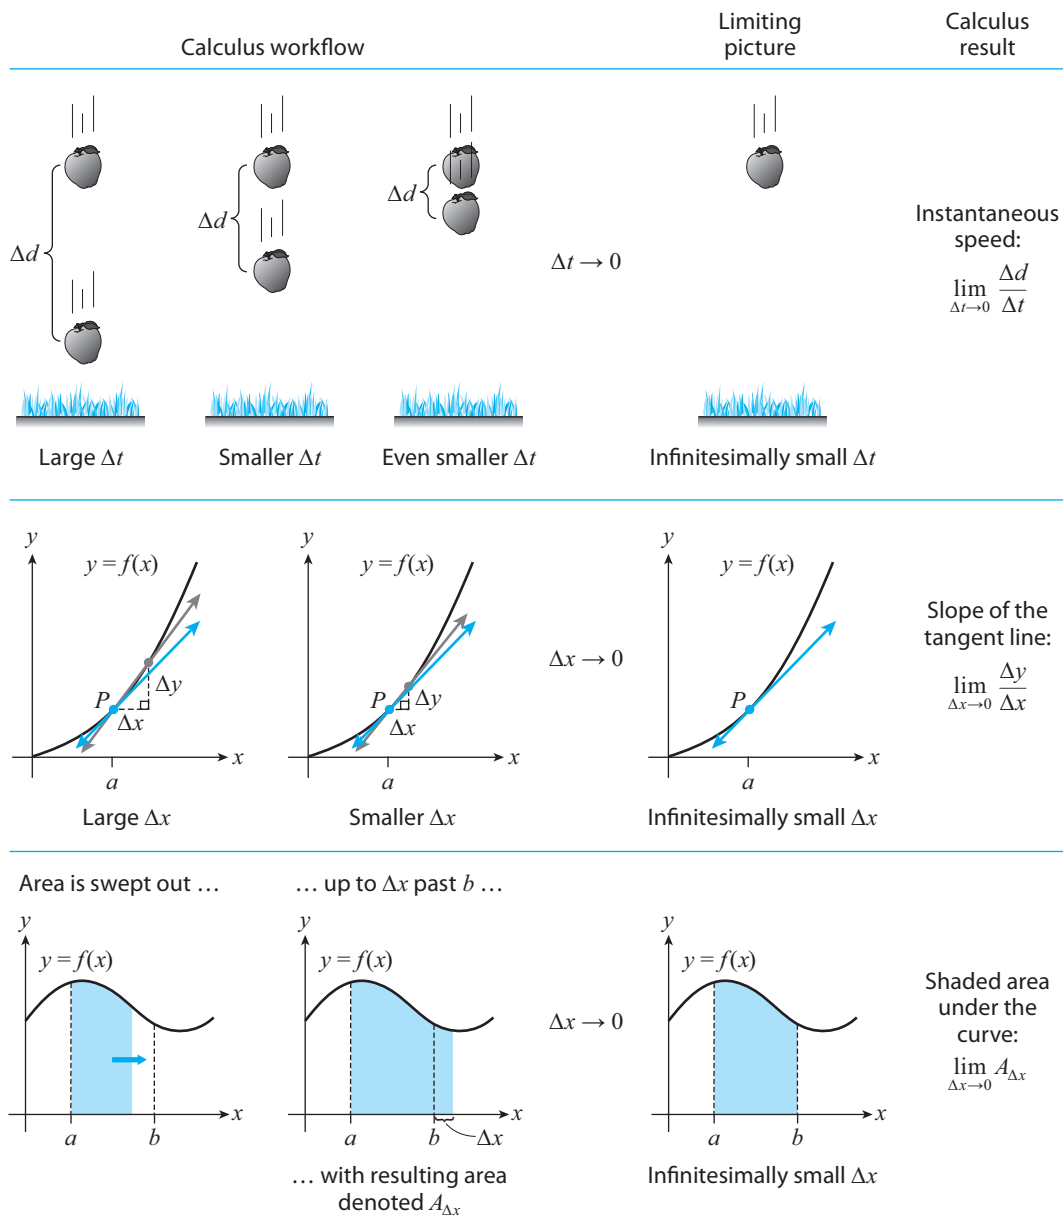 Calculus workflow
Limiting
picture
Calculus
result
Δd
Δd
Δd
Δt → 0
Instantaneous
speed:
lim Δt→0 Δd/Δt
Large Δt
Smaller Δt
Even smaller Δt
Infinitesimally small Δt
y
y = f(x)
P
Δy
Δx
x
a
Large Δx
y
y = f(x)
P
Δy
Δx
x
a
Smaller Δx
Δx → 0
y
y = f(x)
P
x
a
Infinitesimally small Δx
Slope of the
tangent line:
lim Δx→0 Δy/Δx
Area is swept out …
y
y = f(x)
x
a
b
… up to Δx past b …
y
y = f(x)
x
a
b
Δx
… with resulting area
denoted A_Δx
Δx → 0
y
y = f(x)
x
a
b
Infinitesimally small Δx
Shaded area
under the
curve:
lim Δx→0 A_Δx